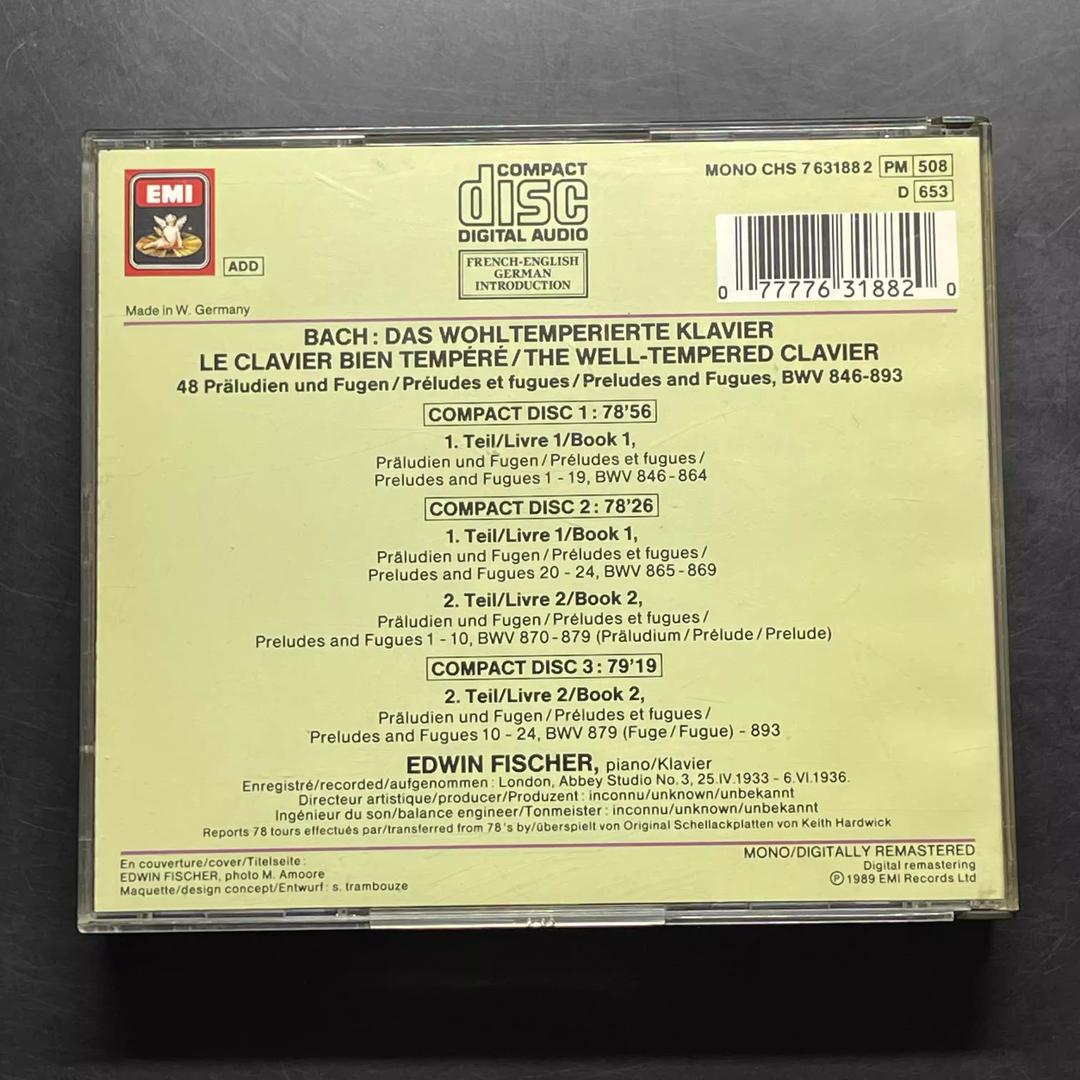 EMI
ADD
COMPACT
disc
DIGITAL AUDIO
FRENCH-ENGLISH
GERMAN
INTRODUCTION
MONO CHS 7 63188 2 PM 508
D 653
0 77776 31882 0
Made in W. Germany
BACH: DAS WOHLTEMPERIERTE KLAVIER
LE CLAVIER BIEN TEMPÉRÉ/THE WELL-TEMPERED CLAVIER
48 Präludien und Fugen/Préludes et fugues/Preludes and Fugues, BWV 846-893
COMPACT DISC 1: 78'56
1. Teil/Livre 1/Book 1,
Präludien und Fugen/Préludes et fugues/
Preludes and Fugues 1 - 19, BWV 846-864
COMPACT DISC 2: 78'26
1. Teil/Livre 1/Book 1,
Präludien und Fugen/Préludes et fugues/
Preludes and Fugues 20 - 24, BWV 865-869
2. Teil/Livre 2/Book 2,
Präludien und Fugen/Préludes et fugues/
Preludes and Fugues 1 - 10, BWV 870-879 (Präludium/Prélude/Prelude)
COMPACT DISC 3: 79'19
2. Teil/Livre 2/Book 2,
Präludien und Fugen/Préludes et fugues/
Preludes and Fugues 10 - 24, BWV 879 (Fuge/Fugue) - 893
EDWIN FISCHER, piano/Klavier
Enregistré/recorded/aufgenommen: London, Abbey Studio No. 3, 25.IV.1933 - 6.VI.1936.
Directeur artistique/producer/Produzent: inconnu/unknown/unbekannt
Ingénieur du son/balance engineer/Tonmeister: inconnu/unknown/unbekannt
Reports 78 tours effectués par/transferred from 78's by/überspielt von Original Schellackplatten von Keith Hardwick
En couverture/cover/Titelseite:
EDWIN FISCHER, photo M. Amoore
Maquette/design concept/Entwurf: s. trambouze
MONO/DIGITALLY REMASTERED
Digital remastering
℗ 1989 EMI Records Ltd